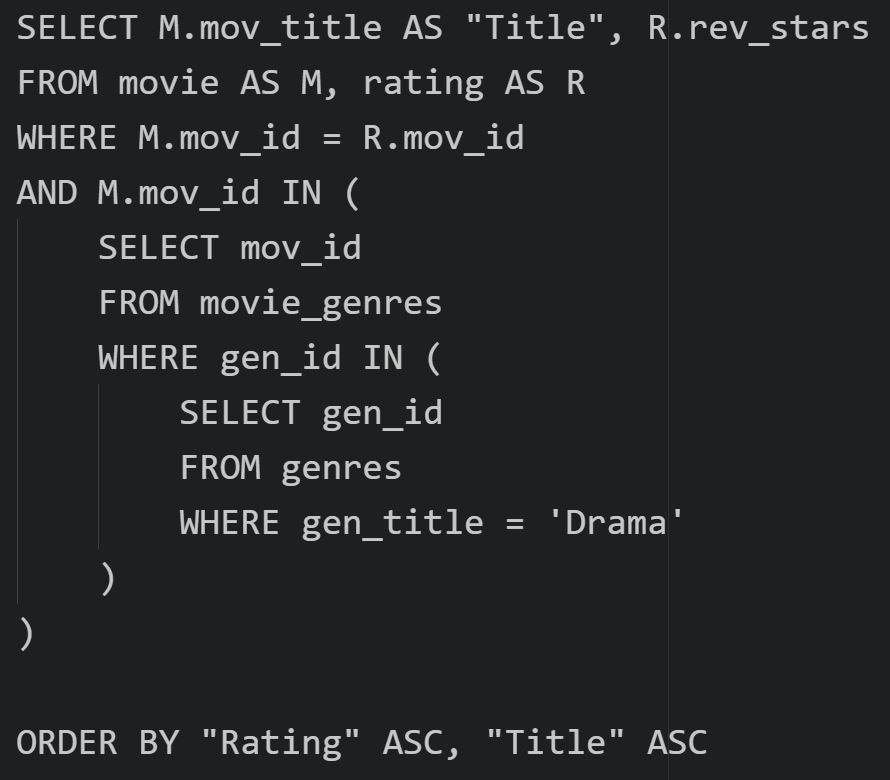 SELECT M.mov_title AS "Title", R.rev_stars
FROM movie AS M, rating AS R
WHERE M.mov_id = R.mov_id
AND M.mov_id IN (
    SELECT mov_id
    FROM movie_genres
    WHERE gen_id IN (
        SELECT gen_id
        FROM genres
        WHERE gen_title = 'Drama'
    )
)

ORDER BY "Rating" ASC, "Title" ASC